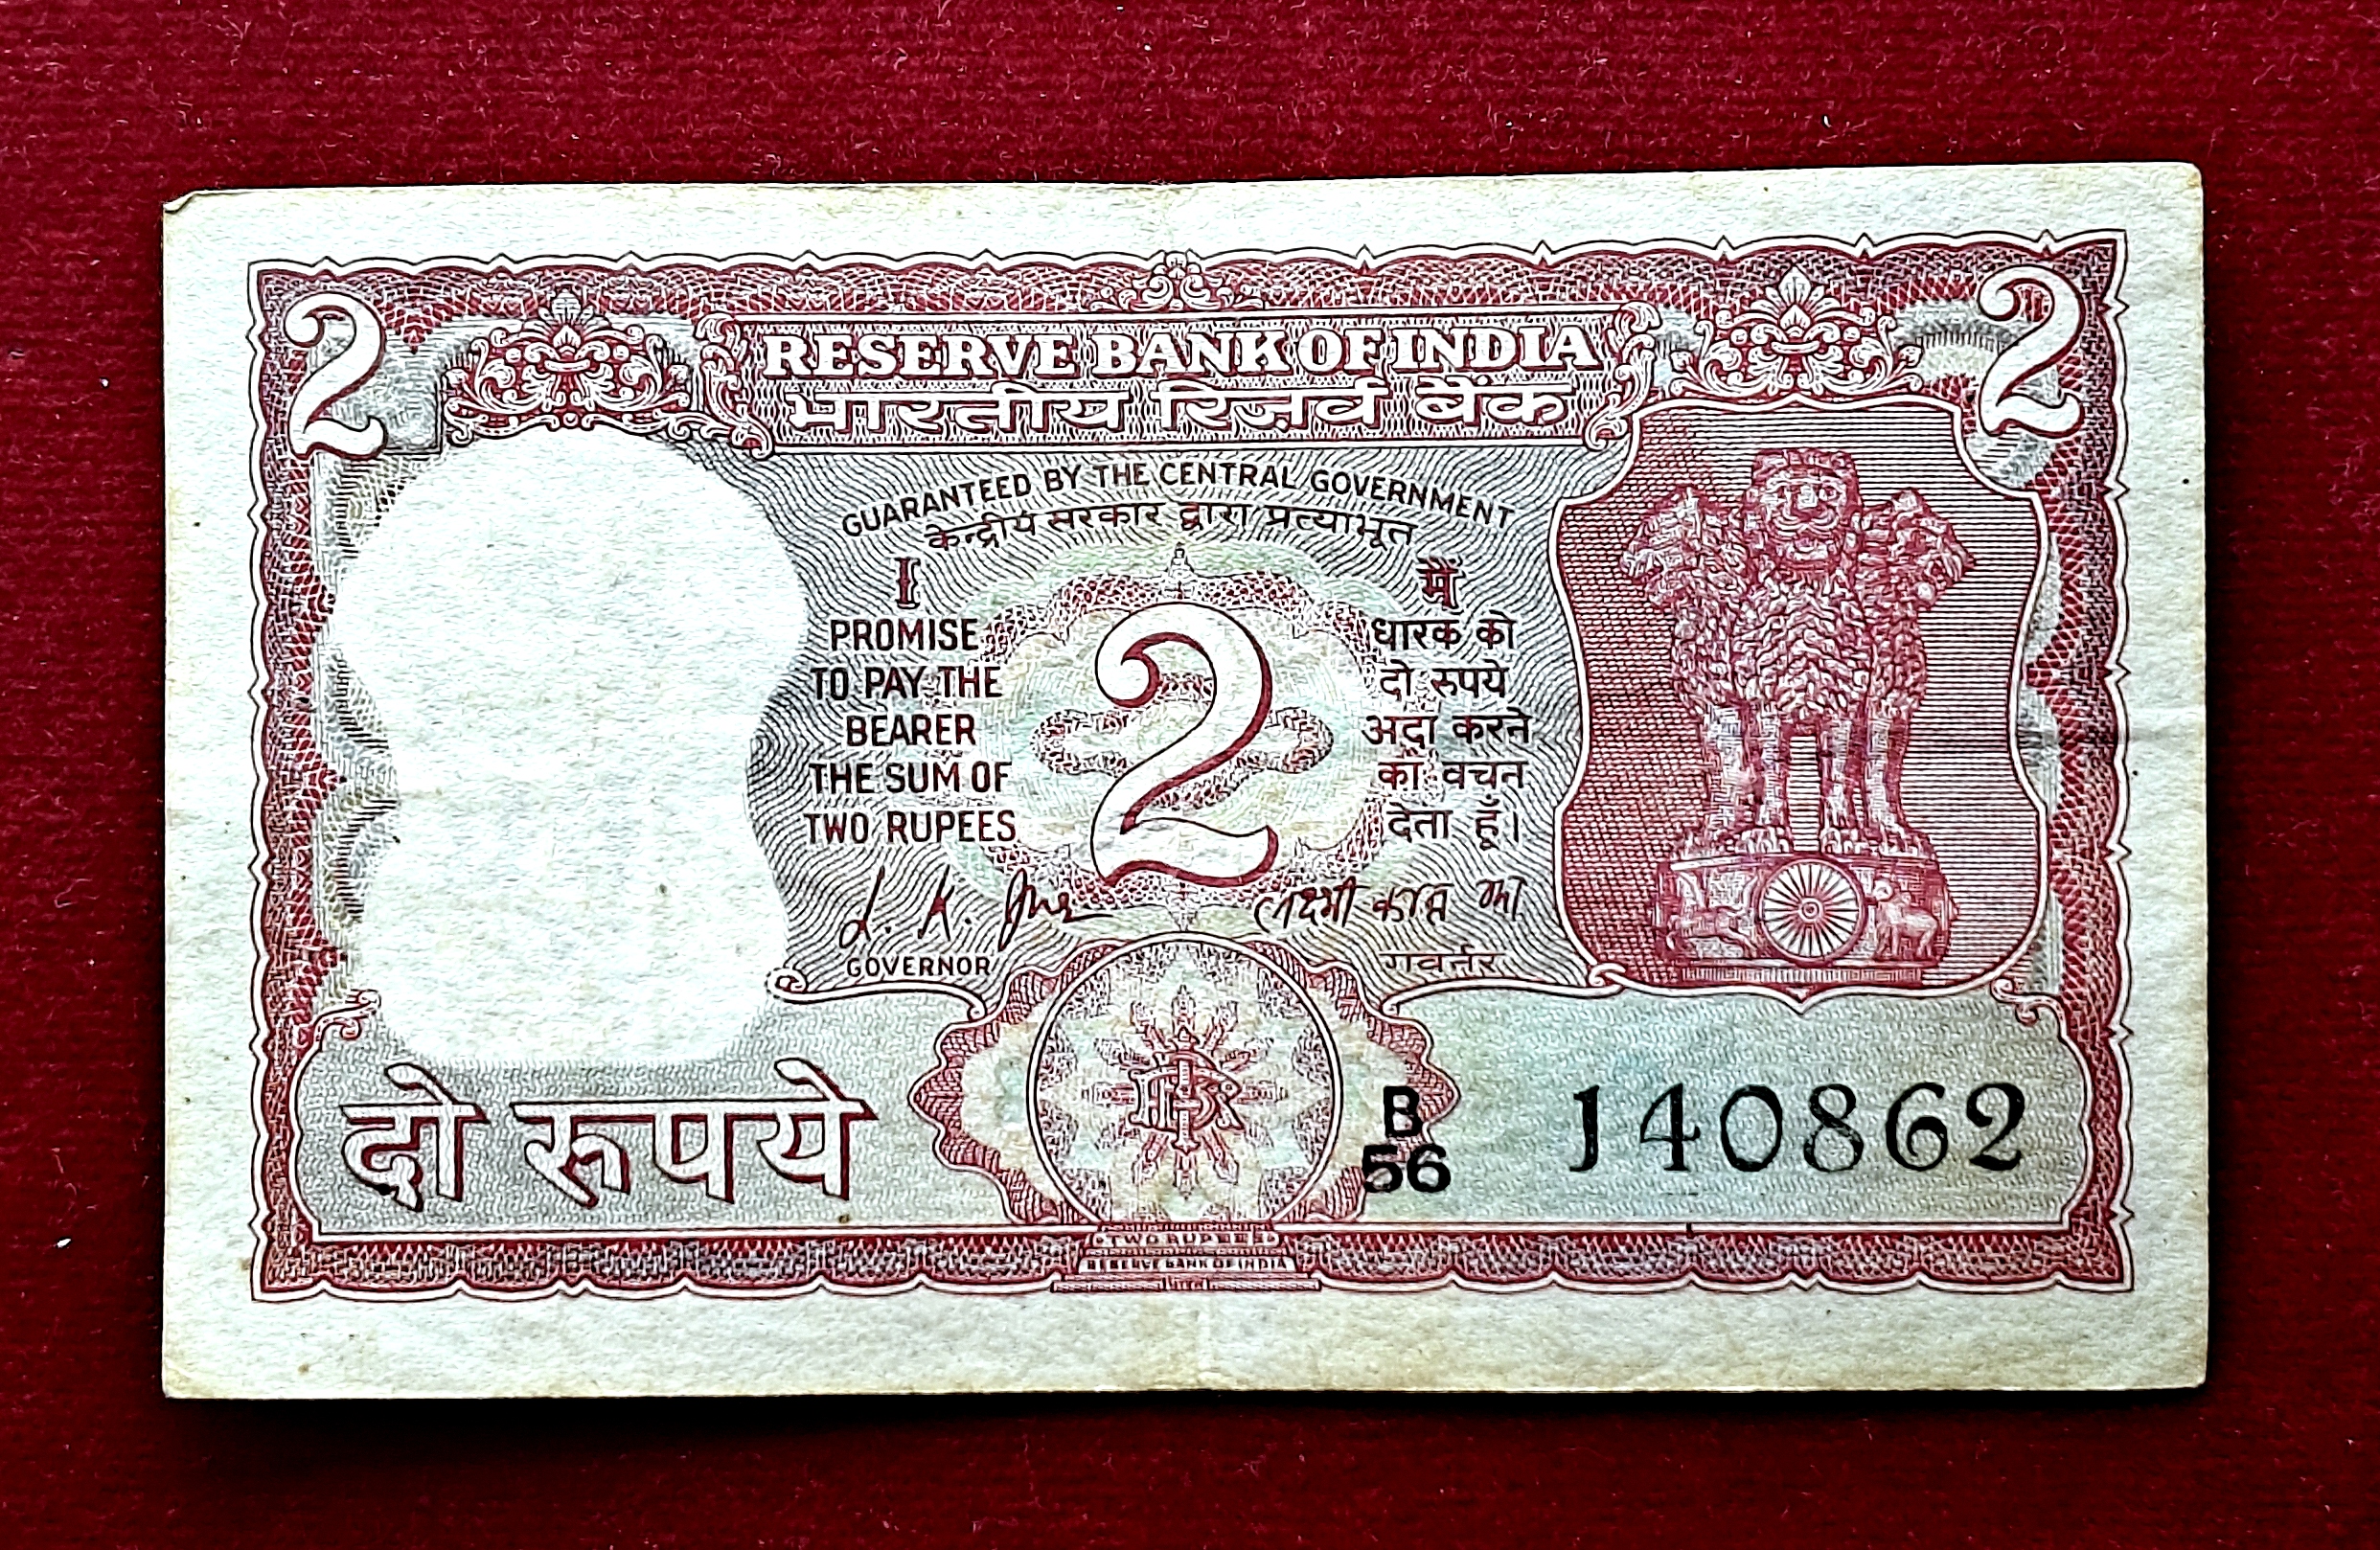 2 2
RESERVE BANK OF INDIA
भारतीय रिज़र्व बैंक
GUARANTEED BY THE CENTRAL GOVERNMENT
केन्द्रीय सरकार द्वारा प्रत्याभूत
I
PROMISE
TO PAY THE
BEARER
THE SUM OF
TWO RUPEES
2
मैं
धारक को
दो रुपये
अदा करने
का वचन
देता हूँ।
L. K. Jha
GOVERNOR
लक्ष्मी कान्त झा
गवर्नर
दो रूपये
B
56
140862
TWO RUPEES
RESERVE BANK OF INDIA